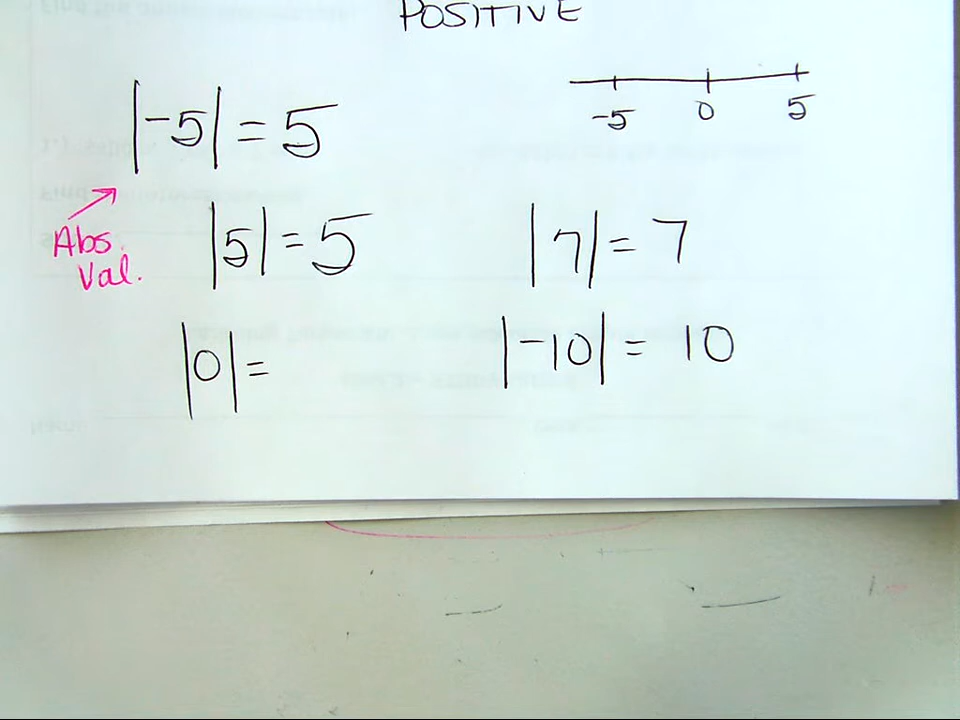 POSITIVE
|-5| = 5
-5 0 5
Abs. Val.
|5| = 5
|7| = 7
|0| =
|-10| = 10